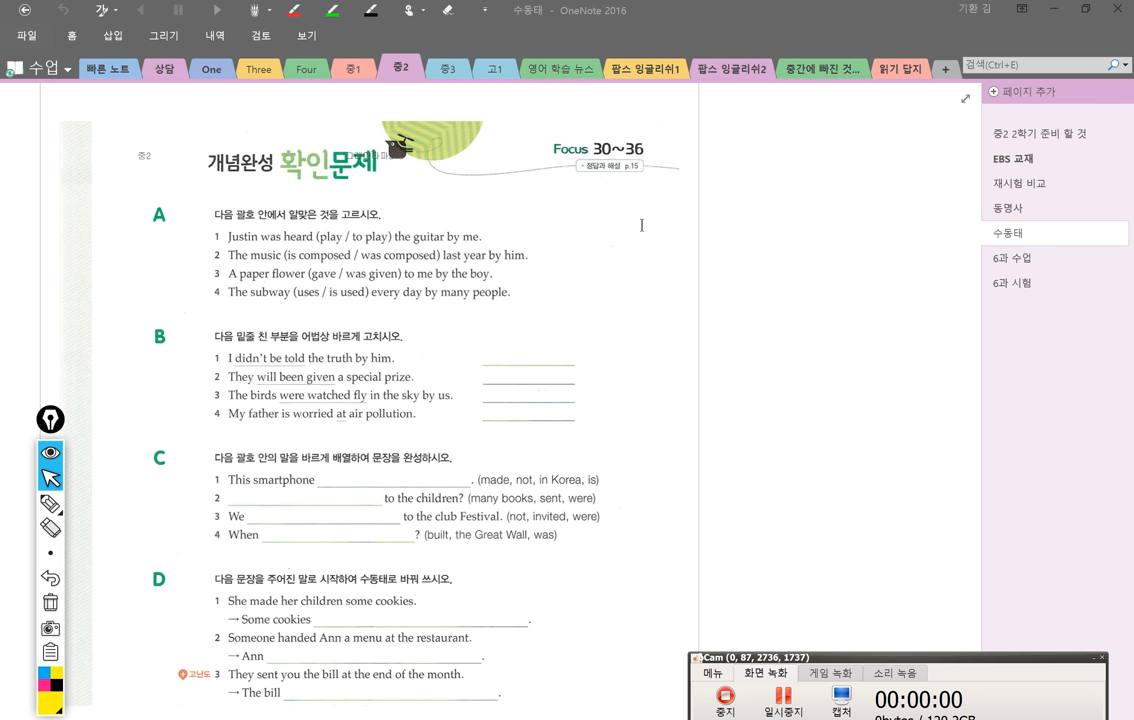 수동태 - OneNote 2016
기환 김
파일 홈 삽입 그리기 내역 검토 보기
수업 빠른 노트 상담 One Three Four 중1 중2 중3 고1 영어 학습 뉴스 팝스 잉글리쉬1 팝스 잉글리쉬2 중간에 빠진 것... 읽기 답지 + 검색(Ctrl+E)
페이지 추가
중2 2학기 준비 할 것
EBS 교재
재시험 비교
동명사
수동태
6과 수업
6과 시험
중2
개념완성 확인문제
Focus 30~36
• 정답과 해설 p.15
A 다음 괄호 안에서 알맞은 것을 고르시오.
1 Justin was heard (play / to play) the guitar by me.
2 The music (is composed / was composed) last year by him.
3 A paper flower (gave / was given) to me by the boy.
4 The subway (uses / is used) every day by many people.
B 다음 밑줄 친 부분을 어법상 바르게 고치시오.
1 I didn't be told the truth by him.
2 They will been given a special prize.
3 The birds were watched fly in the sky by us.
4 My father is worried at air pollution.
C 다음 괄호 안의 말을 바르게 배열하여 문장을 완성하시오.
1 This smartphone . (made, not, in Korea, is)
2 to the children? (many books, sent, were)
3 We to the club Festival. (not, invited, were)
4 When ? (built, the Great Wall, was)
D 다음 문장을 주어진 말로 시작하여 수동태로 바꿔 쓰시오.
1 She made her children some cookies.
→ Some cookies .
2 Someone handed Ann a menu at the restaurant.
→ Ann .
고난도 3 They sent you the bill at the end of the month.
→ The bill .
Cam (0, 87, 2736, 1737)
메뉴 화면 녹화 게임 녹화 소리 녹음
중지 일시중지 캡처 00:00:00